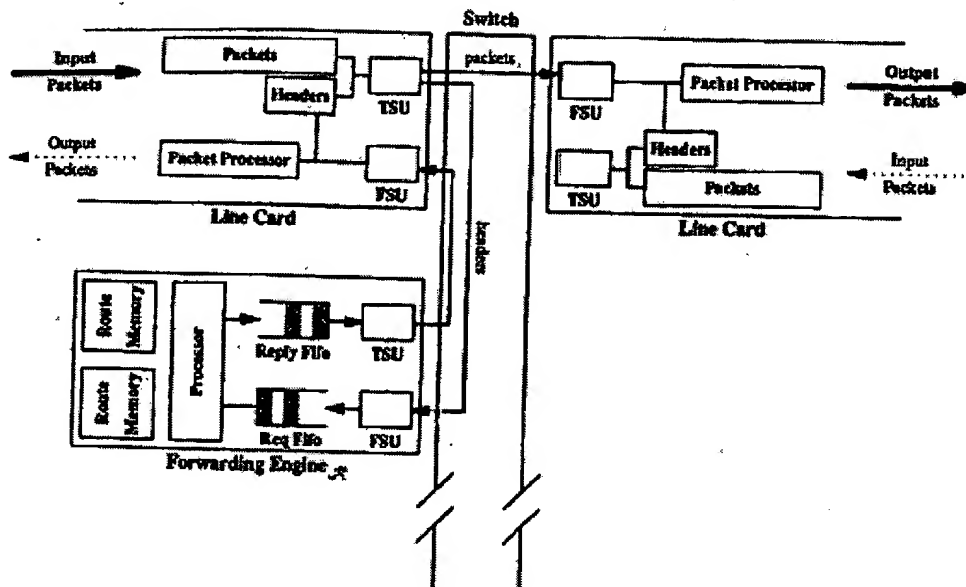 Switch
Input
Packets
Packets
Headers
TSU
packets
FSU
Packet Processor
Output
Packets
Output
Packets
Packet Processor
FSU
Line Card
headers
TSU
Headers
Packets
Input
Packets
Line Card
Route
Memory
Processor
Reply Fifo
TSU
Route
Memory
Req Fifo
FSU
Forwarding Engine